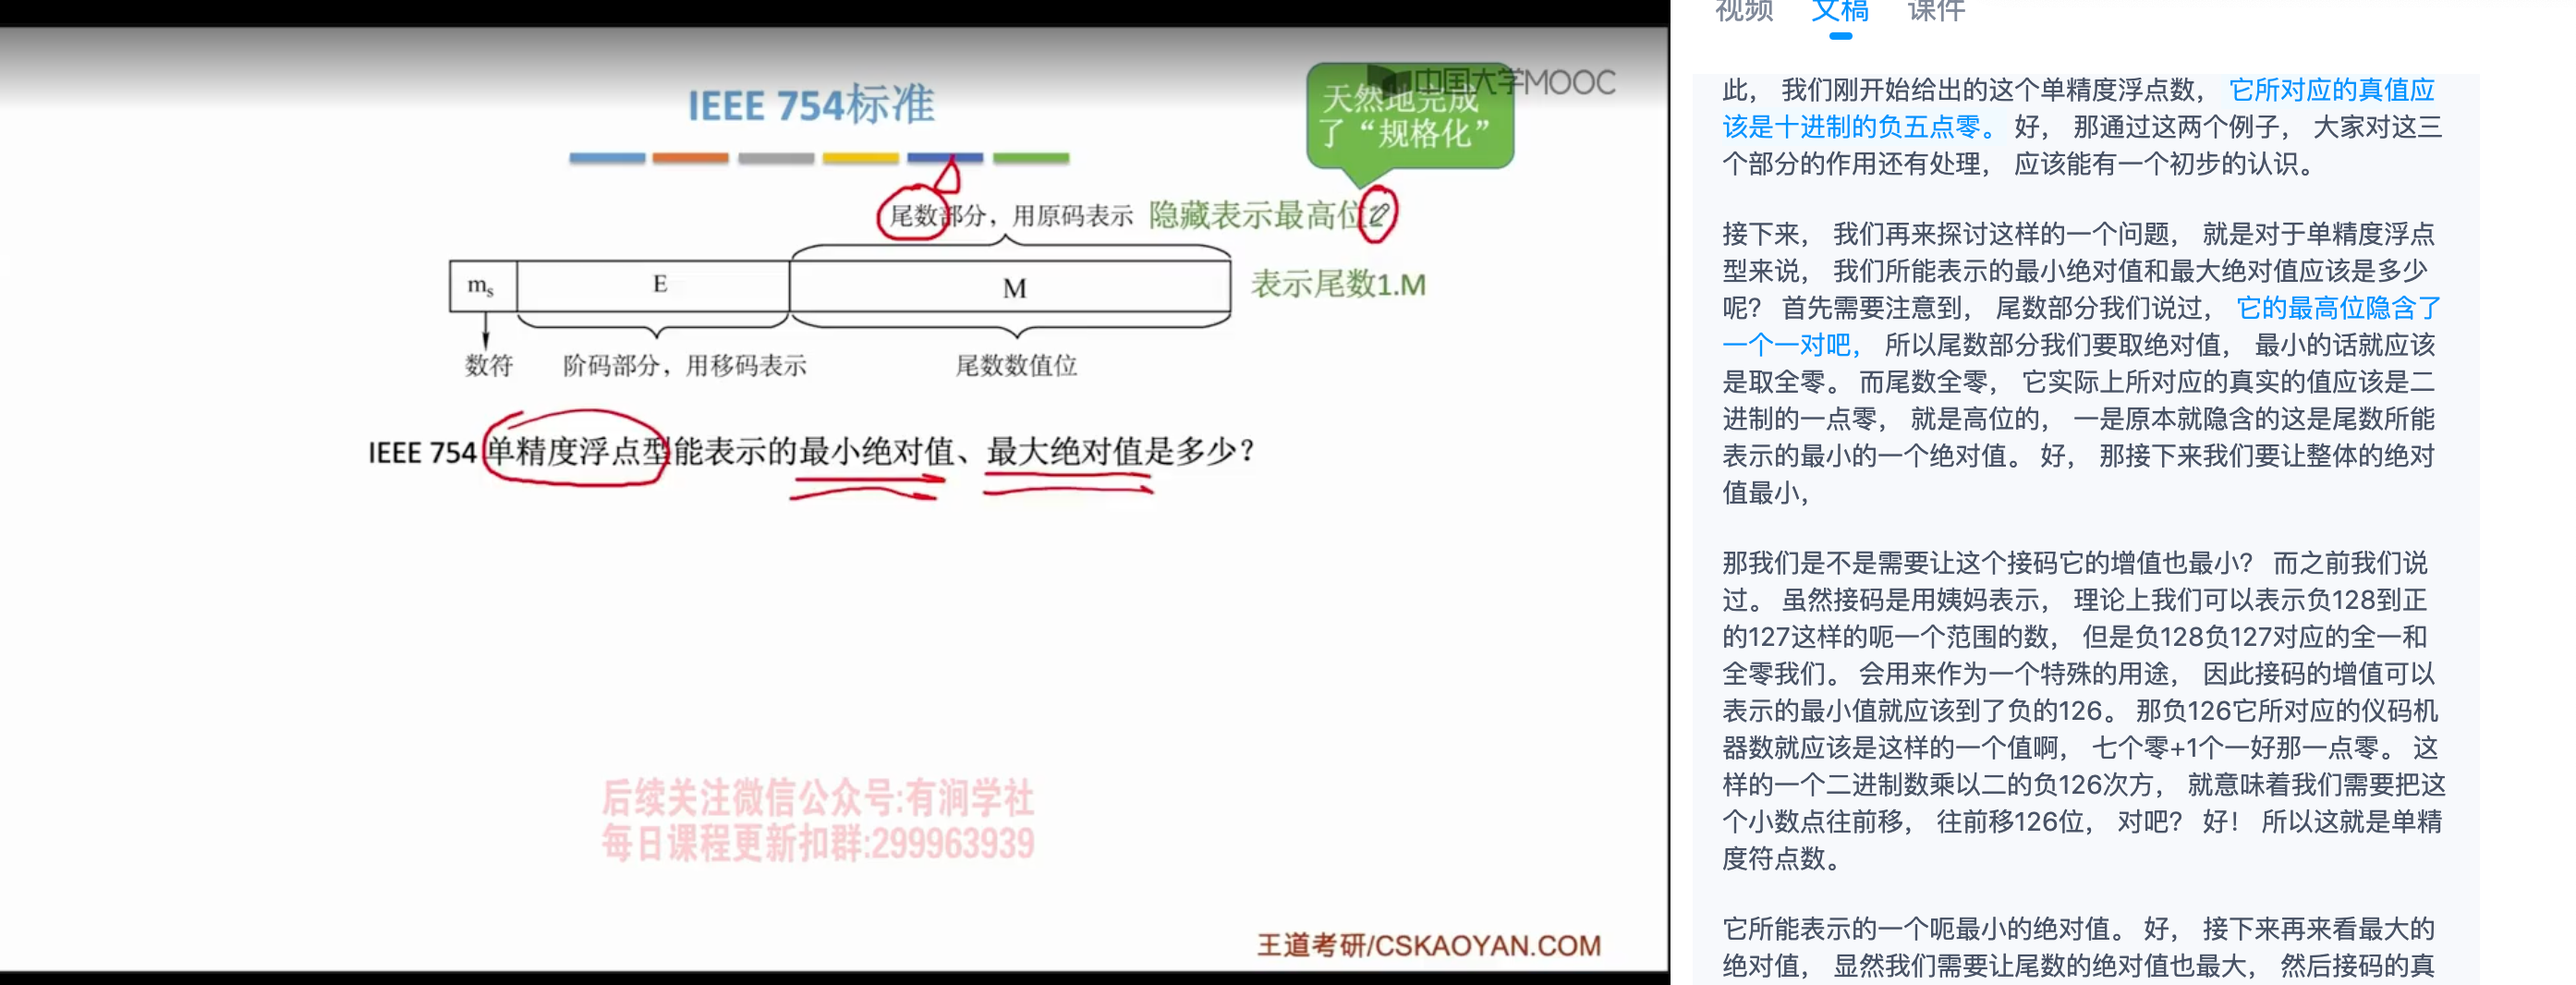 IEEE 754标准
中国大学MOOC
天然地完成
了“规格化”
尾数部分，用原码表示 隐藏表示最高位
mₛ E M 表示尾数1.M
数符 阶码部分，用移码表示 尾数数值位
IEEE 754 单精度浮点型能表示的最小绝对值、最大绝对值是多少？
后续关注微信公众号:有涧学社
每日课程更新扣群:299963939
王道考研/CSKAOYAN.COM
视频 文稿 课件
此， 我们刚开始给出的这个单精度浮点数， 它所对应的真值应
该是十进制的负五点零。 好， 那通过这两个例子， 大家对这三
个部分的作用还有处理， 应该能有一个初步的认识。
接下来， 我们再来探讨这样的一个问题， 就是对于单精度浮点
型来说， 我们所能表示的最小绝对值和最大绝对值应该是多少
呢？ 首先需要注意到， 尾数部分我们说过， 它的最高位隐含了
一个一对吧， 所以尾数部分我们要取绝对值， 最小的话就应该
是取全零。 而尾数全零， 它实际上所对应的真实的值应该是二
进制的一点零， 就是高位的， 一是原本就隐含的这是尾数所能
表示的最小的一个绝对值。 好， 那接下来我们要让整体的绝对
值最小，
那我们是不是需要让这个接码它的增值也最小？ 而之前我们说
过。 虽然接码是用姨妈表示， 理论上我们可以表示负128到正
的127这样的呃一个范围的数， 但是负128负127对应的全一和
全零我们。 会用来作为一个特殊的用途， 因此接码的增值可以
表示的最小值就应该到了负的126。 那负126它所对应的仪码机
器数就应该是这样的一个值啊， 七个零+1个一好那一点零。 这
样的一个二进制数乘以二的负126次方， 就意味着我们需要把这
个小数点往前移， 往前移126位， 对吧？ 好！ 所以这就是单精
度符点数。
它所能表示的一个呃最小的绝对值。 好， 接下来再来看最大的
绝对值， 显然我们需要让尾数的绝对值也最大， 然后接码的真